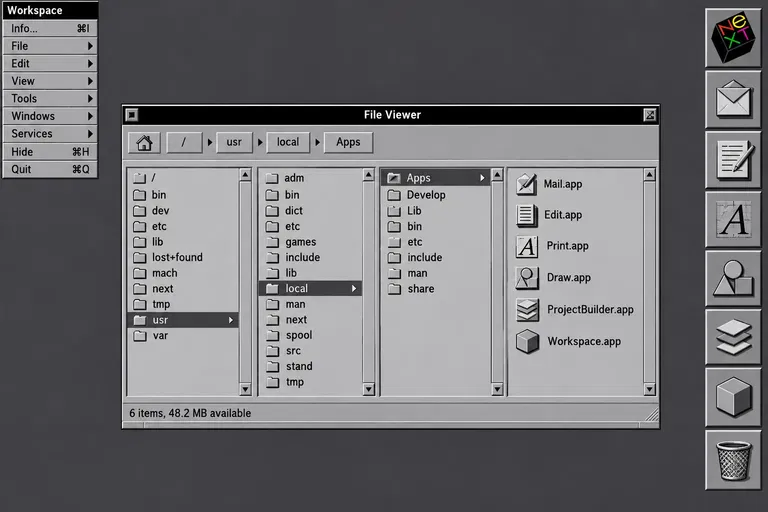 Workspace
Info... ⌘I
File
Edit
View
Tools
Windows
Services
Hide ⌘H
Quit ⌘Q
NeXT
File Viewer
/ usr local Apps
/
bin
dev
etc
lib
lost+found
mach
next
tmp
usr
var
adm
bin
dict
etc
games
include
lib
local
man
next
spool
src
stand
tmp
Apps
Develop
Lib
bin
etc
include
man
share
Mail.app
Edit.app
A
Print.app
Draw.app
ProjectBuilder.app
Workspace.app
6 items, 48.2 MB available
A